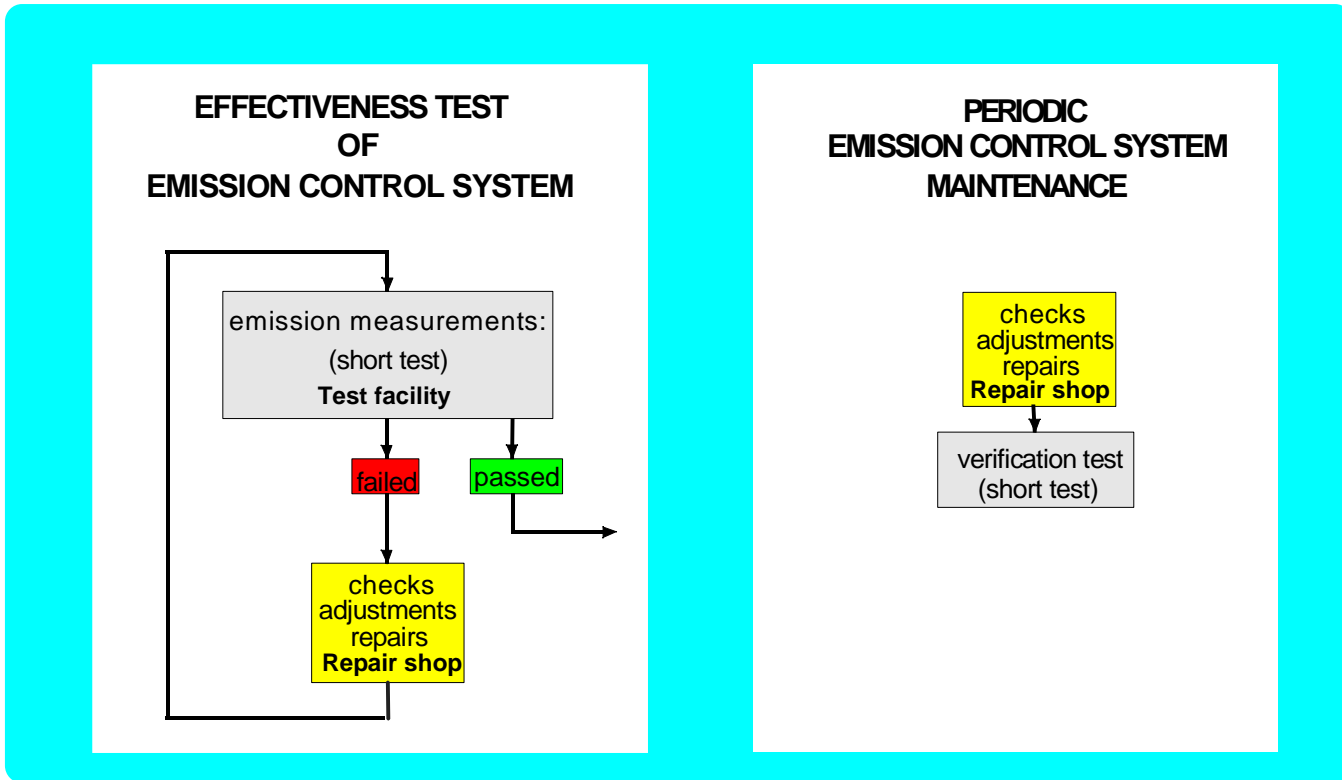 EFFECTIVENESS TEST
OF
EMISSION CONTROL SYSTEM
emission measurements:
(short test)
Test facility
failed
passed
checks
adjustments
repairs
Repair shop
PERIODIC
EMISSION CONTROL SYSTEM
MAINTENANCE
checks
adjustments
repairs
Repair shop
verification test
(short test)